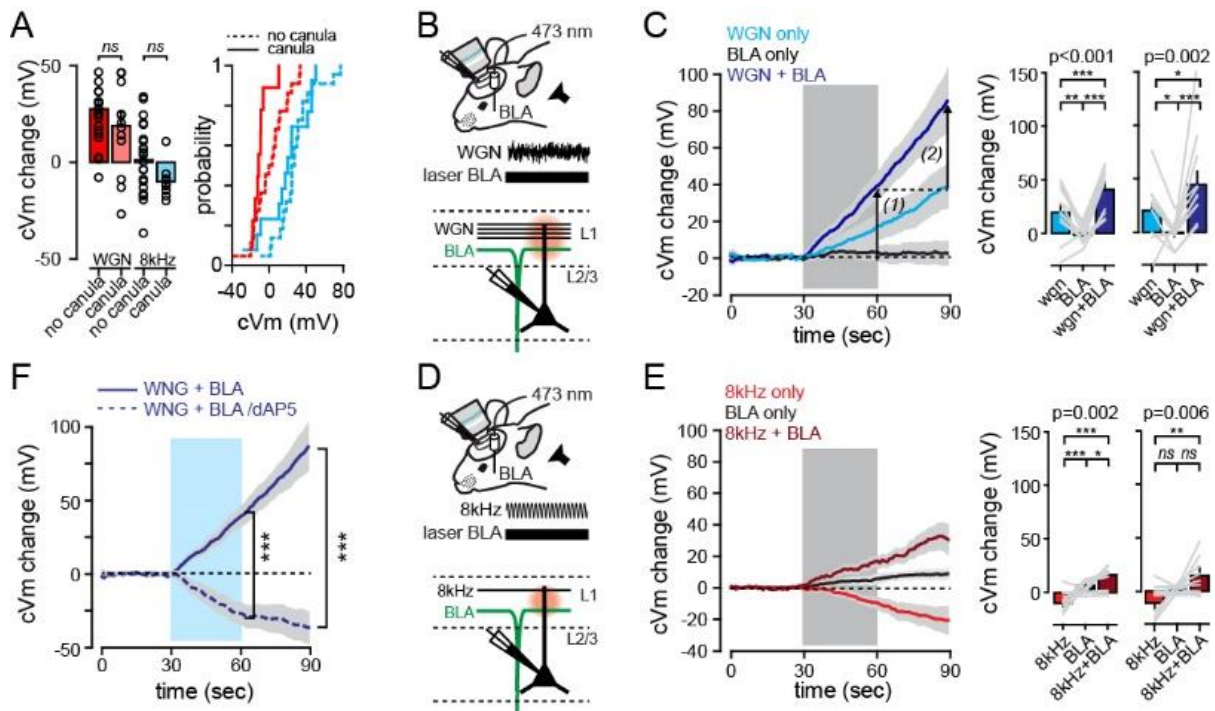 A
ns ns
cVm change (mV)
50
0
-50
WGN 8kHz
no canula
canula
no canula
canula
no canula
canula
probability
-40 0 40 80
cVm (mV)
B
473 nm
BLA
WGN
laser BLA
WGN
BLA
L1
L2/3
C
WGN only
BLA only
WGN + BLA
cVm change (mV)
100
80
60
40
20
0
-20
(1)
(2)
0 30 60 90
time (sec)
p<0.001
***
** ***
p=0.002
*
* ***
cVm change (mV)
150
100
50
0
wgn
BLA
wgn+BLA
wgn
BLA
wgn+BLA
F
WNG + BLA
WNG + BLA /dAP5
cVm change (mV)
100
50
0
-50
***
***
0 30 60 90
time (sec)
D
473 nm
BLA
8kHz
laser BLA
8kHz
BLA
L1
L2/3
E
8kHz only
BLA only
8kHz + BLA
cVm change (mV)
100
80
60
40
20
0
-20
-40
0 30 60 90
time (sec)
p=0.002
***
*** *
p=0.006
**
ns ns
cVm change (mV)
150
100
50
0
8kHz
BLA
8kHz+BLA
8kHz
BLA
8kHz+BLA